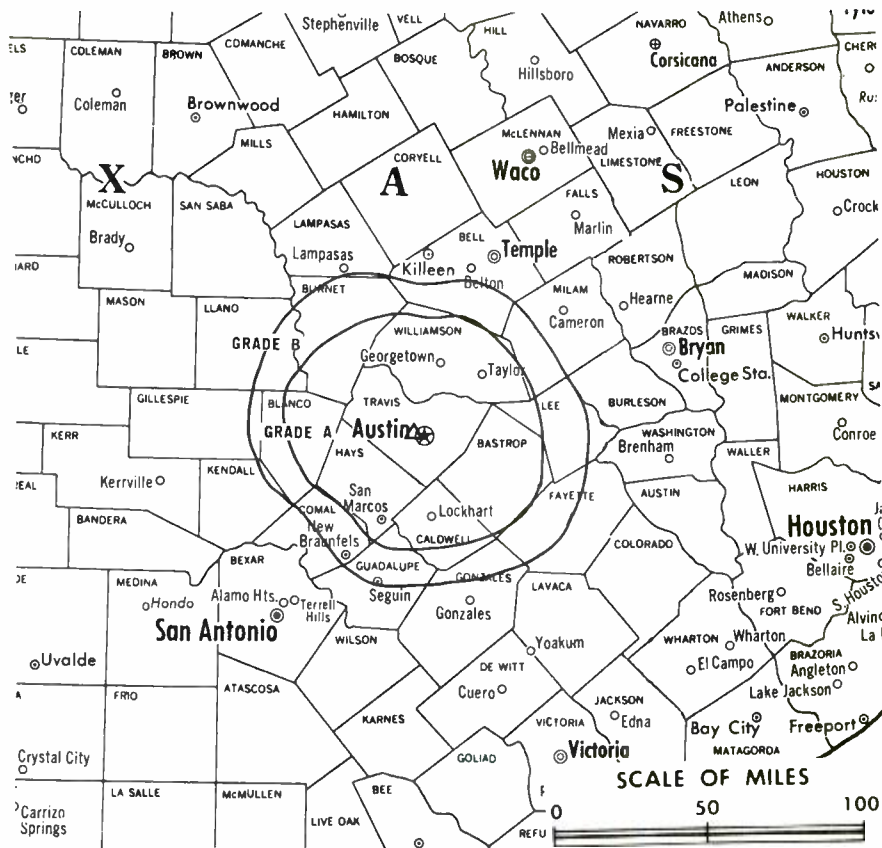 Stephenville
VELL
HILL
NAVARRO
Athens
ELS
COLEMAN
BROWN
COMANCHE
BOSQUE
Corsicana
CHER
Hillsboro
ANDERSON
Coleman
Brownwood
HAMILTON
Palestine
McLENNAN
Mexia
FREESTONE
MILLS
CORYELL
Bellmead
Waco
LIMESTONE
HOUSTON
X
A
S
LEON
McCULLOCH
SAN SABA
FALLS
Crock
LAMPASAS
Marlin
Brady
BELL
Lampasas
Killeen
Temple
ROBERTSON
Belton
MADISON
BURNET
MILAM
MASON
LLANO
Hearne
WALKER
Cameron
WILLIAMSON
BRAZOS
GRIMES
GRADE B
Huntsv
Georgetown
Bryan
Taylor
College Sta.
GILLESPIE
BLANCO
TRAVIS
LEE
BURLESON
MONTGOMERY
GRADE A
Austin
KERR
BASTROP
WASHINGTON
Conroe
HAYS
Brenham
WALLER
KENDALL
Kerrville
REAL
San
Marcos
FAYETTE
AUSTIN
HARRIS
COMAL
Lockhart
BANDERA
New
Braunfels
CALDWELL
Houston
COLORADO
BEXAR
GUADALUPE
W. University Pl.
Bellaire
MEDINA
Seguin
GONZALES
LAVACA
Hondo
Alamo Hts.
Terrell
Hills
Gonzales
Rosenberg
S. Houston
FORT BEND
San Antonio
WILSON
Yoakum
WHARTON
Wharton
Alvin
Uvalde
DE WITT
El Campo
BRAZORIA
Angleton
FRIO
ATASCOSA
Cuero
Lake Jackson
KARNES
JACKSON
Edna
VICTORIA
Bay City
Freeport
Victoria
MATAGORDA
Crystal City
GOLIAD
SCALE OF MILES
LA SALLE
McMULLEN
BEE
0
50
100
Carrizo
Springs
LIVE OAK
REFU